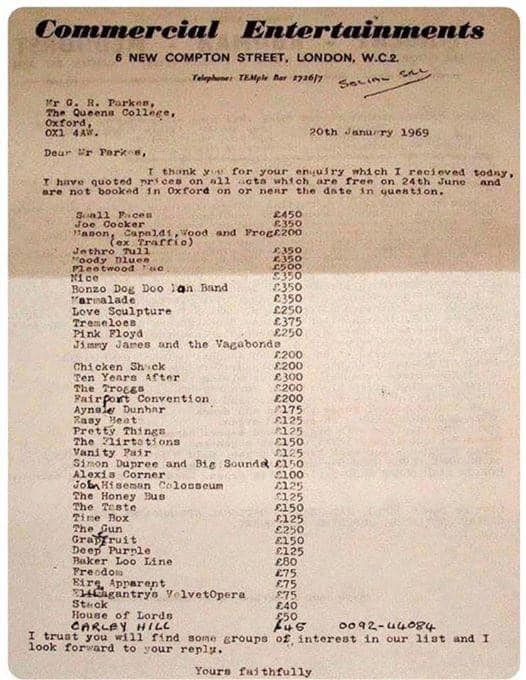 Commercial Entertainments
6 NEW COMPTON STREET, LONDON, W.C.2.
Telephone: TEMple Bar 2726/7
SOCIAL SEC
Mr G. R. Parkes,
The Queens College,
Oxford,
OX1 4AW.
20th January 1969
Dear Mr Parkes,
I thank you for your enquiry which I recieved today,
I have quoted prices on all acts which are free on 24th June and
are not booked in Oxford on or near the date in question.
Small Faces £450
Joe Cocker £350
Mason, Capaldi, Wood and Frog £200
(ex Traffic)
Jethro Tull £350
Moody Blues £350
Fleetwood Mac £500
Nice £350
Bonzo Dog Doo Dan Band £350
Marmalade £350
Love Sculpture £250
Tremeloes £375
Pink Floyd £250
Jimmy James and the Vagabonds
£200
Chicken Shack £200
Ten Years After £300
The Troggs £200
Fairport Convention £200
Aynsley Dunbar £175
Easy Beat £125
Pretty Things £125
The Flirtations £150
Vanity Fair £125
Simon Dupree and Big Sound £150
Alexis Corner £100
Jon Hiseman Colosseum £125
The Honey Bus £125
The Taste £150
Time Box £125
The Gun £250
Grapefruit £150
Deep Purple £125
Baker Loo Line £80
Freedom £75
Eire Apparent £75
VelvetOpera £75
Stack £40
House of Lords £50
CARLEY HILL £45 0092-44084
I trust you will find some groups of interest in our list and I
look forward to your reply.
Yours faithfully